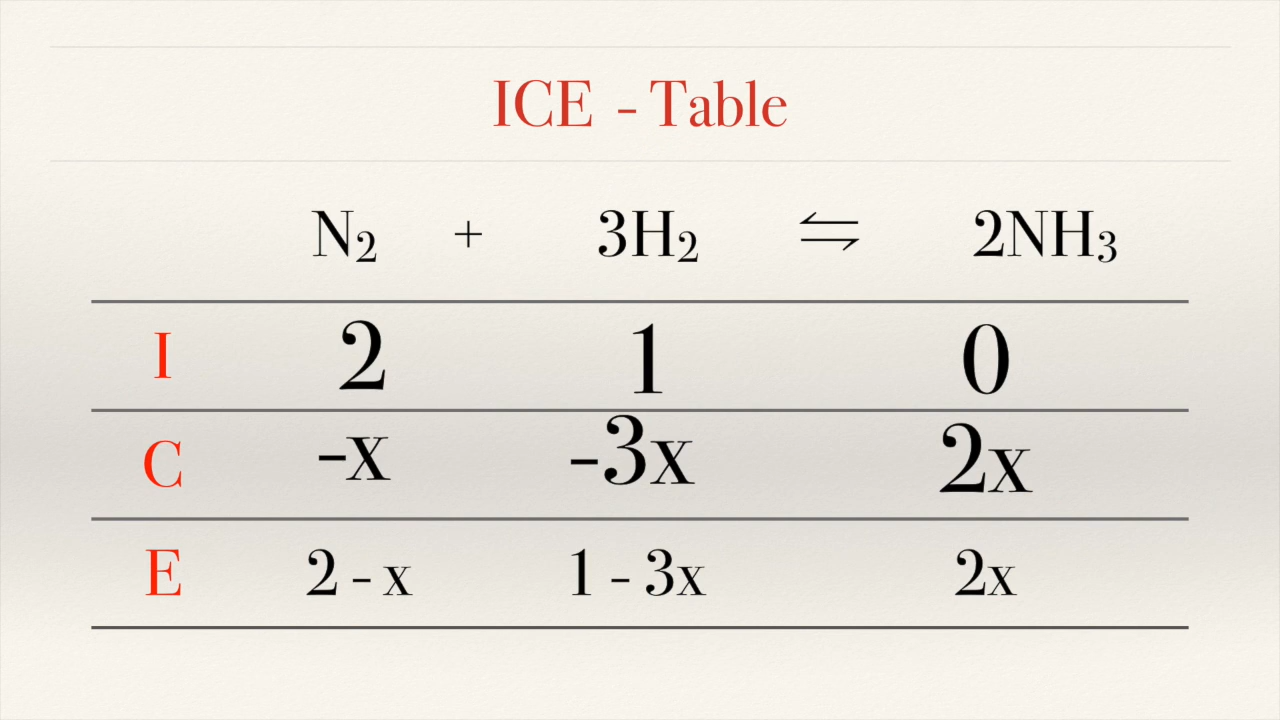 ICE - Table
N₂ + 3H₂ ⇋ 2NH₃
I 2 1 0
C -x -3x 2x
E 2 - x 1 - 3x 2x